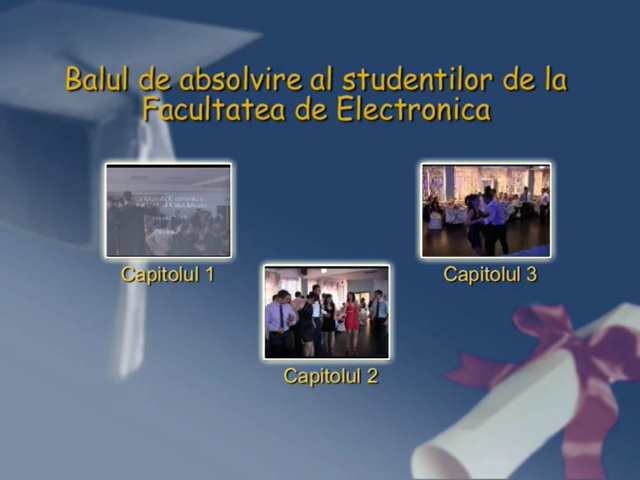 Balul de absolvire al studentilor de la
Facultatea de Electronica
Capitolul 1
Capitolul 3
Capitolul 2